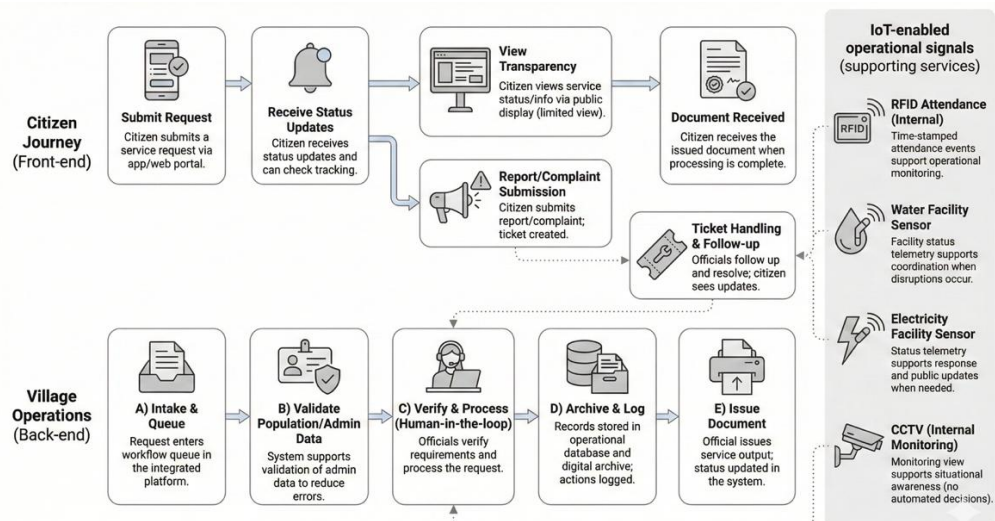 Citizen
Journey
(Front-end)
Submit Request
Citizen submits a
service request via
app/web portal.
Receive Status
Updates
Citizen receives
status updates and
can check tracking.
View
Transparency
Citizen views service
status/info via public
display (limited view).
Report/Complaint
Submission
Citizen submits
report/complaint;
ticket created.
Document Received
Citizen receives the
issued document when
processing is complete.
Ticket Handling
& Follow-up
Officials follow up
and resolve; citizen
sees updates.
Village
Operations
(Back-end)
A) Intake &
Queue
Request enters
workflow queue in
the integrated
platform.
B) Validate
Population/Admin
Data
System supports
validation of admin
data to reduce
errors.
C) Verify & Process
(Human-in-the-loop)
Officials verify
requirements and
process the request.
D) Archive & Log
Records stored in
operational
database and
digital archive;
actions logged.
E) Issue
Document
Official issues
service output;
status updated in
the system.
IoT-enabled
operational signals
(supporting services)
RFID
RFID Attendance
(Internal)
Time-stamped
attendance events
support operational
monitoring.
Water Facility
Sensor
Facility status
telemetry supports
coordination when
disruptions occur.
Electricity
Facility Sensor
Status telemetry
supports response
and public updates
when needed.
CCTV (Internal
Monitoring)
Monitoring view
supports situational
awareness (no
automated decisions).